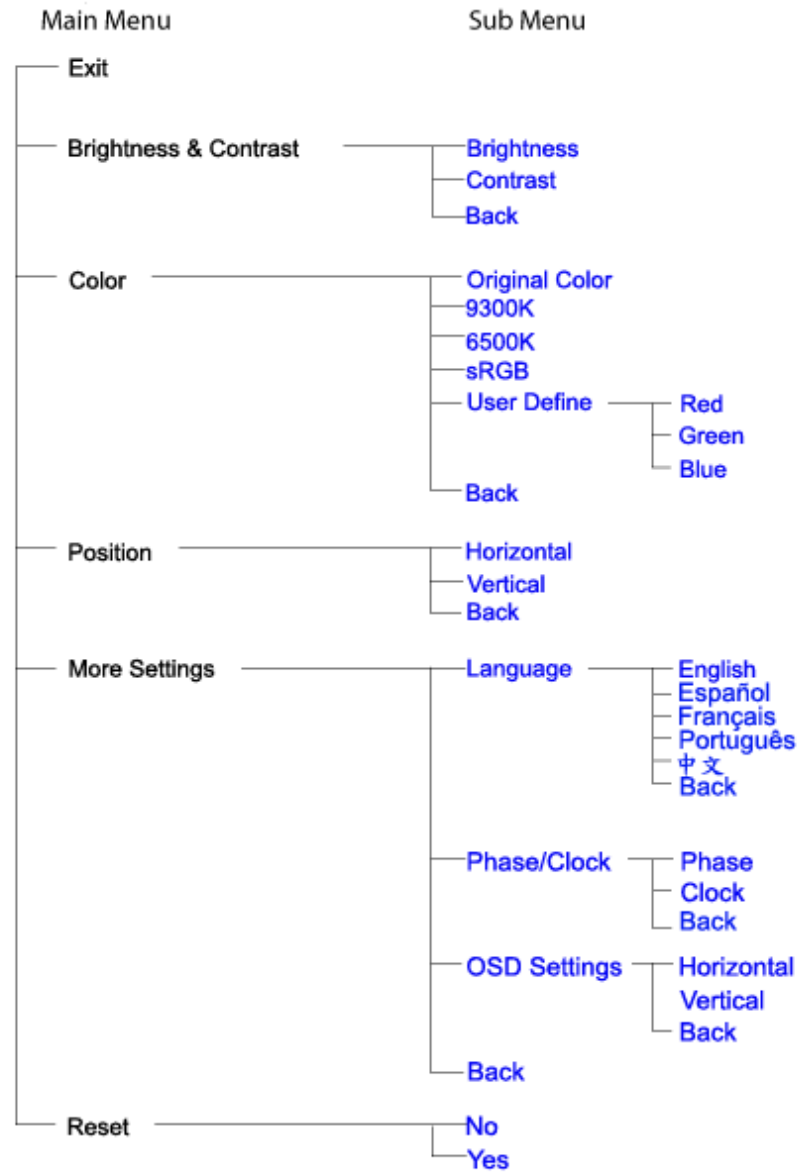 Main Menu Sub Menu
Exit
Brightness & Contrast Brightness
Contrast
Back
Color Original Color
9300K
6500K
sRGB
User Define Red
Green
Blue
Back
Position Horizontal
Vertical
Back
More Settings Language English
Español
Français
Português
中文
Back
Phase/Clock Phase
Clock
Back
OSD Settings Horizontal
Vertical
Back
Back
Reset No
Yes